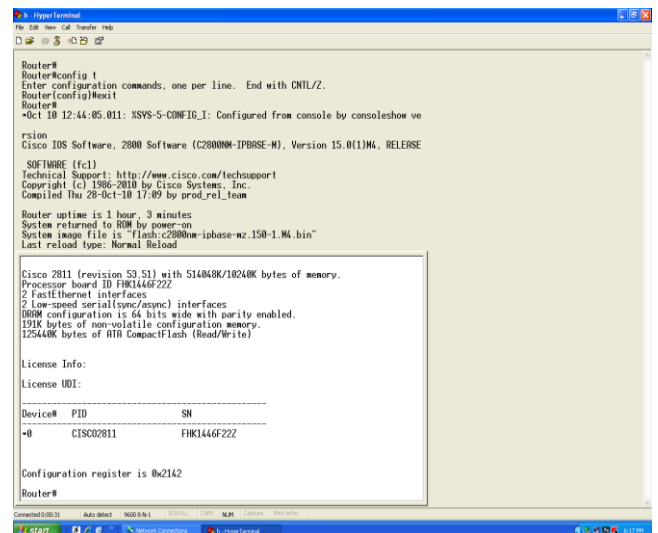 h - HyperTerminal
File Edit View Call Transfer Help
Router#
Router#config t
Enter configuration commands, one per line. End with CNTL/Z.
Router(config)#exit
Router#
*Oct 10 12:44:05.011: %SYS-5-CONFIG_I: Configured from console by consoleshow ve
rsion
Cisco IOS Software, 2800 Software (C2800NM-IPBASE-M), Version 15.0(1)M4, RELEASE
SOFTWARE (fc1)
Technical Support: http://www.cisco.com/techsupport
Copyright (c) 1986-2010 by Cisco Systems, Inc.
Compiled Thu 28-Oct-10 17:09 by prod_rel_team
Router uptime is 1 hour, 3 minutes
System returned to ROM by power-on
System image file is "flash:c2800nm-ipbase-mz.150-1.M4.bin"
Last reload type: Normal Reload
Cisco 2811 (revision 53.51) with 514048K/10240K bytes of memory.
Processor board ID FHK1446F22Z
2 FastEthernet interfaces
2 Low-speed serial(sync/async) interfaces
DRAM configuration is 64 bits wide with parity enabled.
191K bytes of non-volatile configuration memory.
125440K bytes of ATA CompactFlash (Read/Write)
License Info:
License UDI:
-------------------------------------------------
Device# PID SN
-------------------------------------------------
*0 CISCO2811 FHK1446F22Z
Configuration register is 0x2142
Router#
Connected 0:00:31 Auto detect 9600 8-N-1 SCROLL CAPS NUM Capture Print echo
start Network Connections h - HyperTerminal 6:17 PM